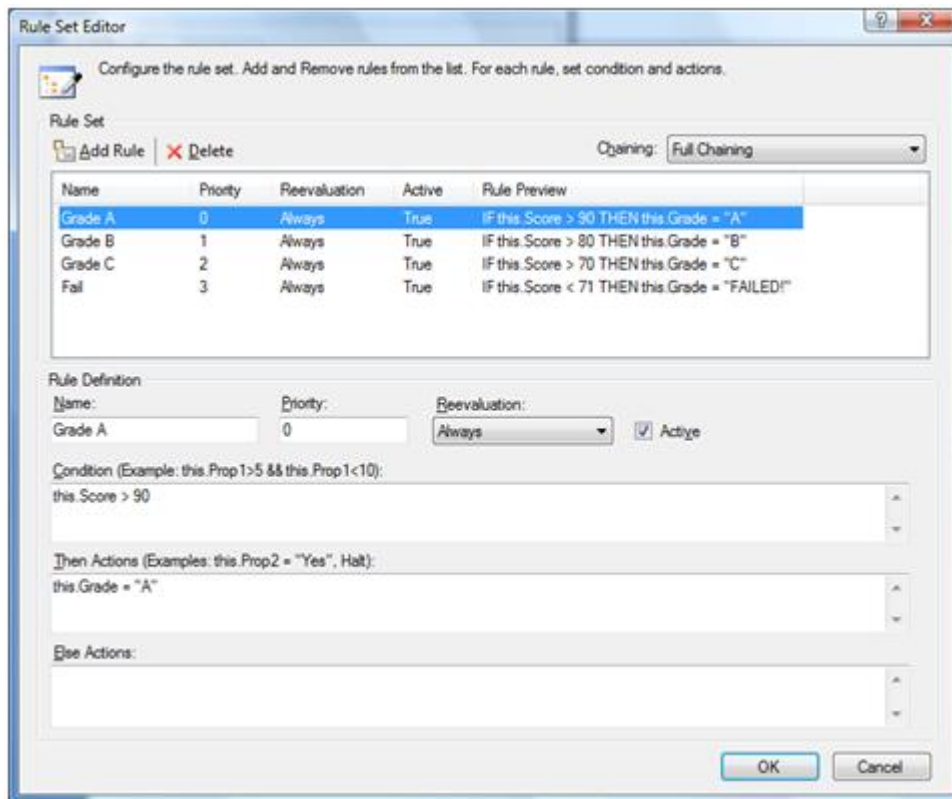 Rule Set Editor
Configure the rule set. Add and Remove rules from the list. For each rule, set condition and actions.
Rule Set
Add Rule Delete Chaining: Full Chaining
Name Priority Reevaluation Active Rule Preview
Grade A 0 Always True IF this.Score > 90 THEN this.Grade = "A"
Grade B 1 Always True IF this.Score > 80 THEN this.Grade = "B"
Grade C 2 Always True IF this.Score > 70 THEN this.Grade = "C"
Fail 3 Always True IF this.Score < 71 THEN this.Grade = "FAILED!"
Rule Definition
Name: Priority: Reevaluation:
Grade A 0 Always Active
Condition (Example: this.Prop1>5 && this.Prop1<10):
this.Score > 90
Then Actions (Examples: this.Prop2 = "Yes", Halt):
this.Grade = "A"
Else Actions:
OK Cancel